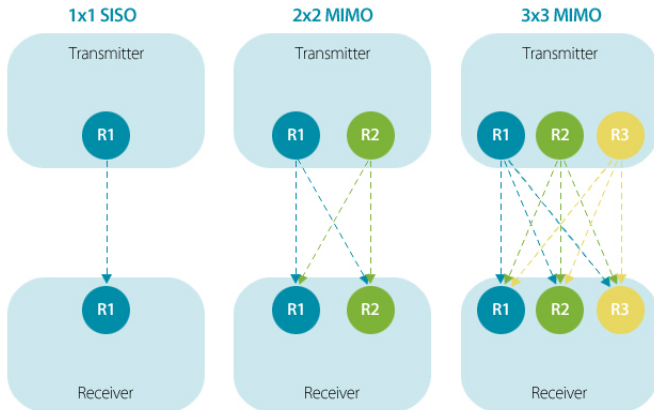 1x1 SISO
Transmitter
R1
R1
Receiver
2x2 MIMO
Transmitter
R1 R2
R1 R2
Receiver
3x3 MIMO
Transmitter
R1 R2 R3
R1 R2 R3
Receiver